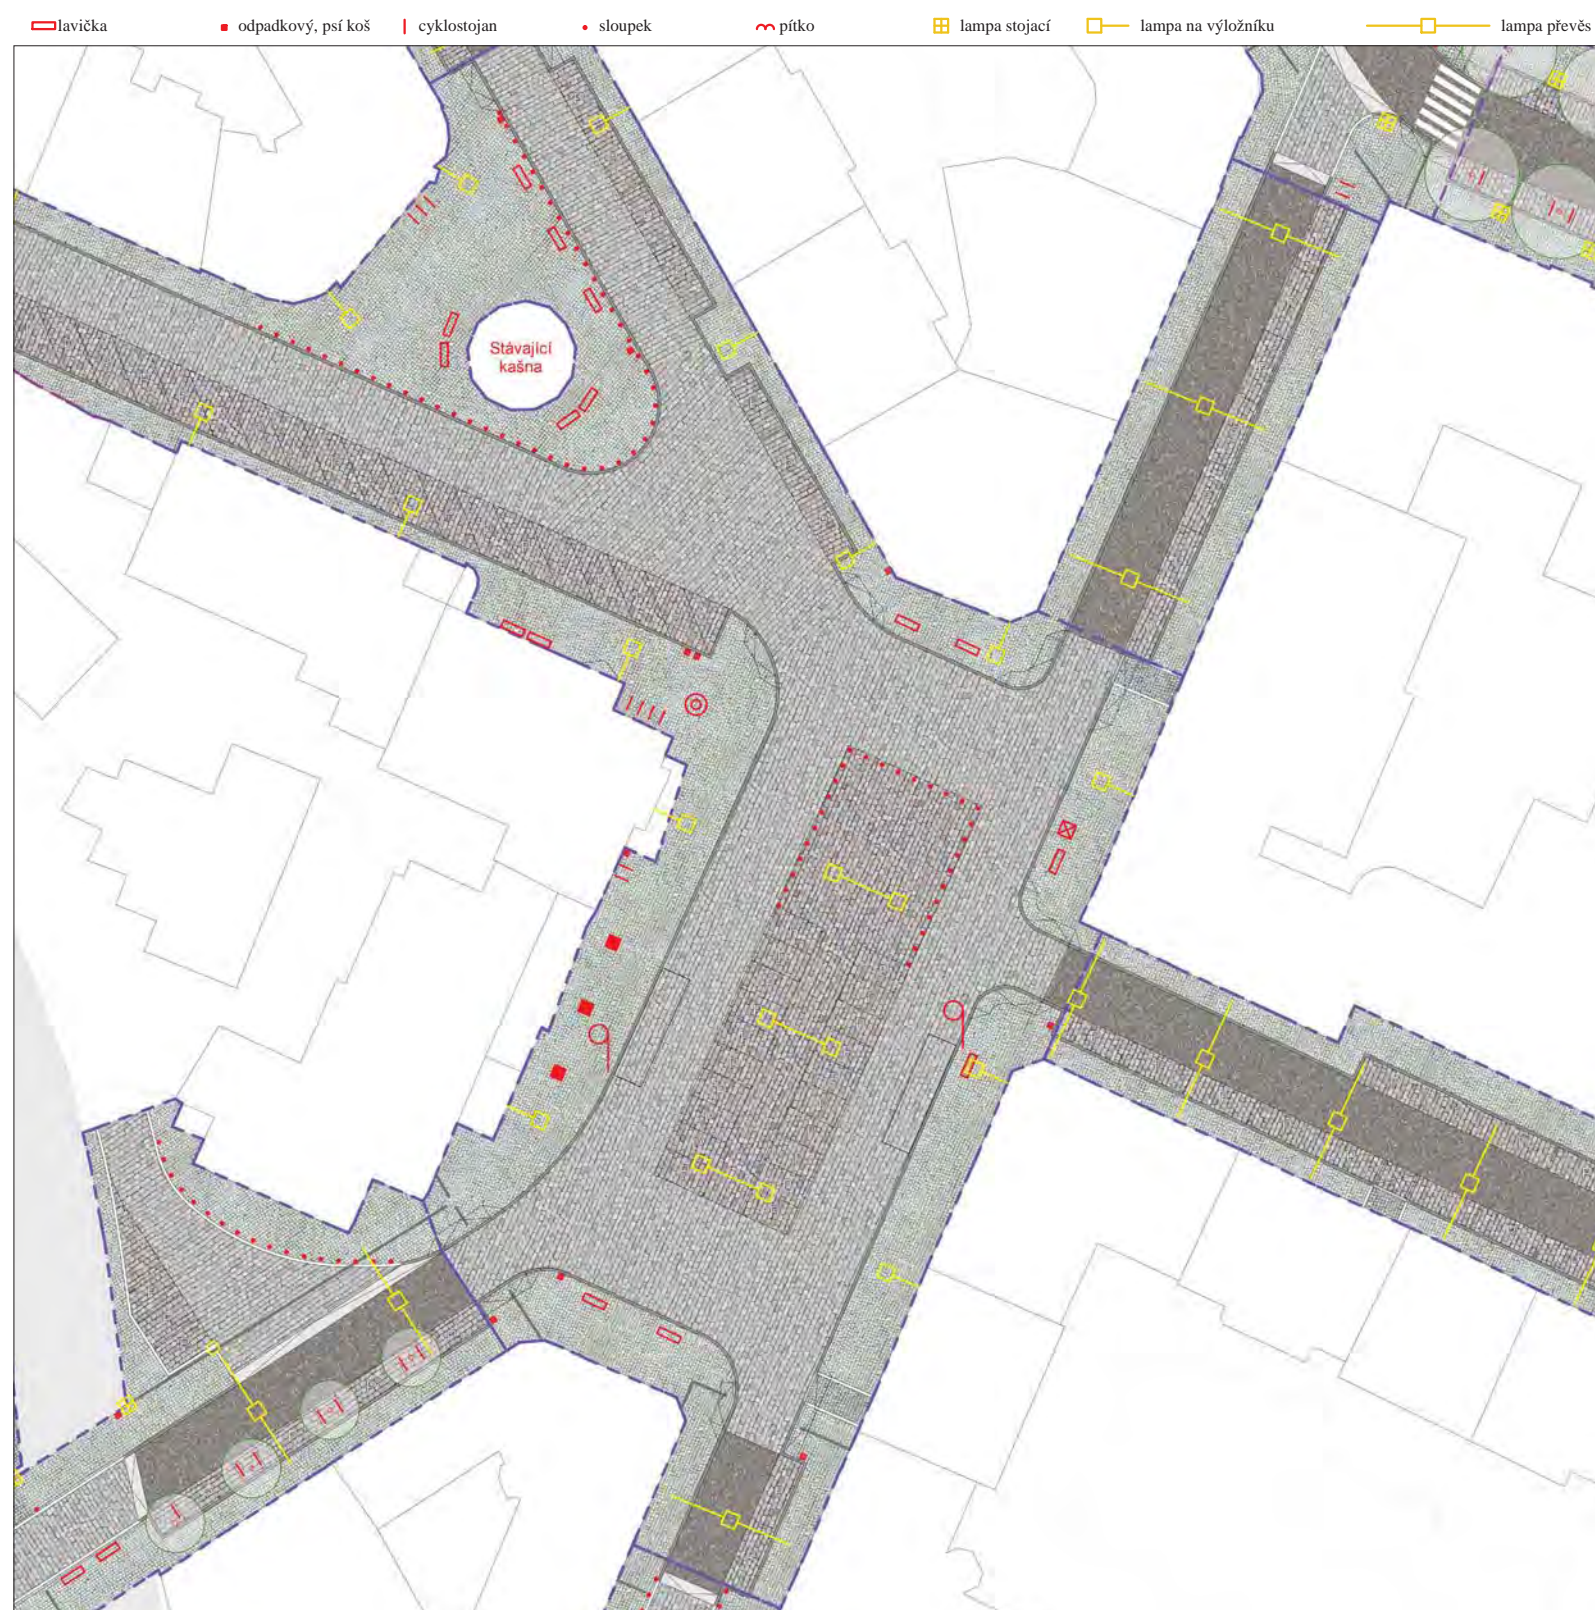 lavička odpadkový, psí koš cyklostojan sloupek pítko lampa stojací lampa na výložníku lampa převěs
Stávající
kašna